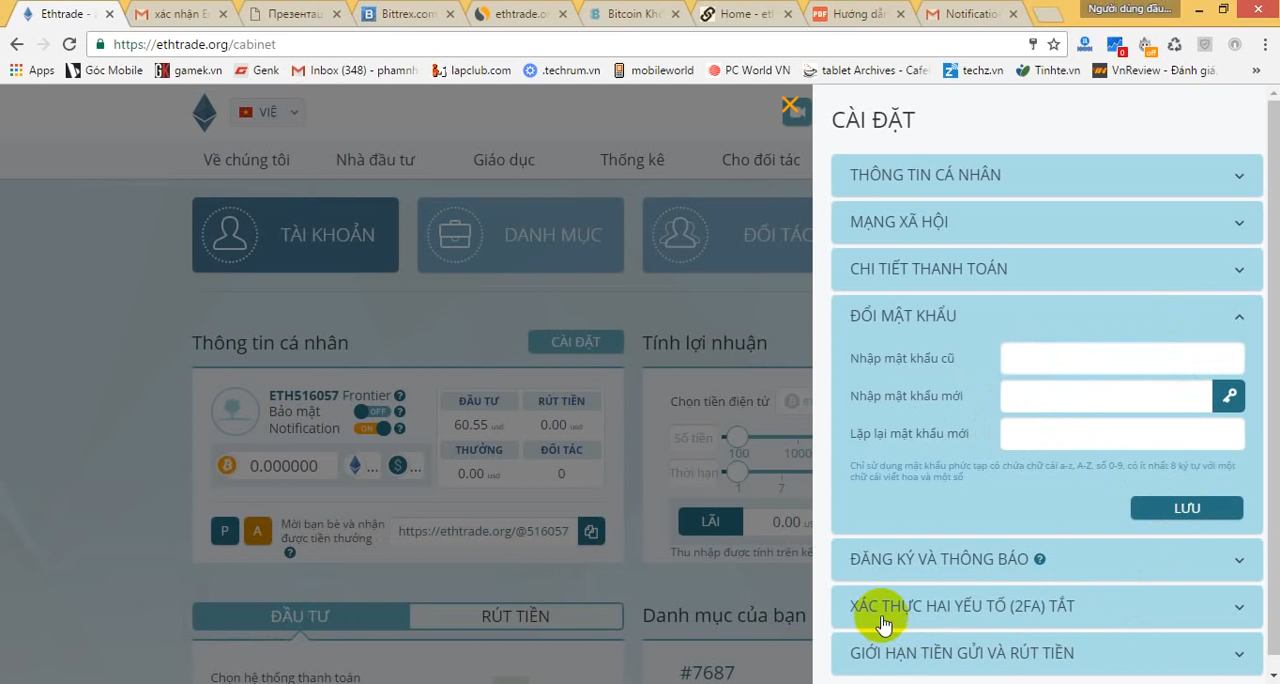 Ethtrade -
xác nhận E
Презентац
Bittrex.com
ethtrade.o
Bitcoin Kh
Home - et
Hướng dẫ
Notificatio
Người dùng đầu...
https://ethtrade.org/cabinet
2
off
Apps
Góc Mobile
gamek.vn
Genk
Inbox (348) - phamnh
lapclub.com
.techrum.vn
mobileworld
PC World VN
tablet Archives - Cafe
techz.vn
Tinhte.vn
VnReview - Đánh giá
»
VIỆ
Về chúng tôi
Nhà đầu tư
Giáo dục
Thống kê
Cho đối tác
TÀI KHOẢN
DANH MỤC
ĐỐI TÁC
Thông tin cá nhân
CÀI ĐẶT
Tính lợi nhuận
ETH516057 Frontier
Bảo mật OFF
Notification ON
ĐẦU TƯ
RÚT TIỀN
60.55 usd
0.00 usd
THƯỞNG
ĐỐI TÁC
0.00 usd
0
0.000000
...
...
P
A
Mời bạn bè và nhận
được tiền thưởng
https://ethtrade.org/@516057
Chọn tiền điện tử
Số tiền
100
1000
Thời hạn
1
7
LÃI
0.00 us
Thu nhập được tính trên kế
ĐẦU TƯ
RÚT TIỀN
Danh mục của bạn
Chọn hệ thống thanh toán
#7687
CÀI ĐẶT
THÔNG TIN CÁ NHÂN
MẠNG XÃ HỘI
CHI TIẾT THANH TOÁN
ĐỔI MẬT KHẨU
Nhập mật khẩu cũ
Nhập mật khẩu mới
Lặp lại mật khẩu mới
Chỉ sử dụng mật khẩu phức tạp có chứa chữ cái a-z, A-Z, số 0-9, có ít nhất 8 ký tự với một
chữ cái viết hoa và một số
LƯU
ĐĂNG KÝ VÀ THÔNG BÁO
XÁC THỰC HAI YẾU TỐ (2FA) TẮT
GIỚI HẠN TIỀN GỬI VÀ RÚT TIỀN